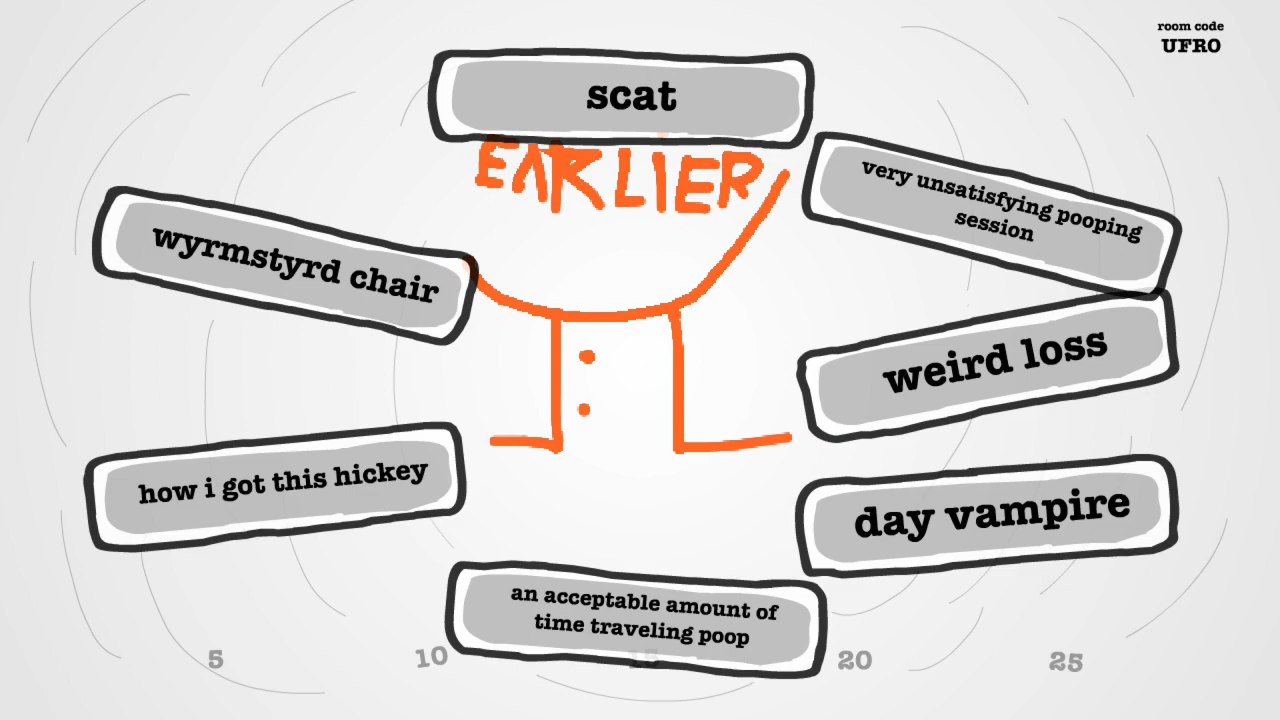 room code
UFRO
scat
EARLIER
very unsatisfying pooping
session
wyrmstyrd chair
weird loss
how i got this hickey
day vampire
an acceptable amount of
time traveling poop
5 10 15 20 25